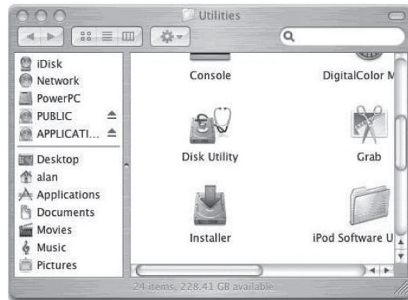 Utilities
iDisk
Network
PowerPC
PUBLIC
APPLICATI...
Desktop
alan
Applications
Documents
Movies
Music
Pictures
Console
DigitalColor M
Disk Utility
Grab
Installer
iPod Software U
24 items, 228.41 GB available